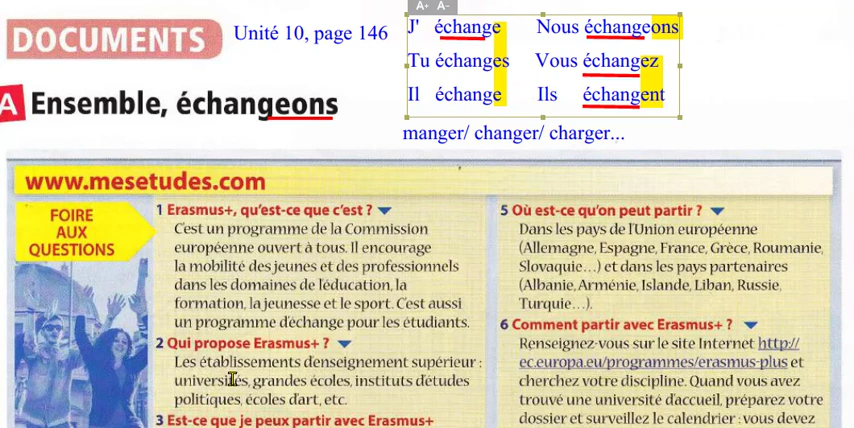 A+ A-
DOCUMENTS
Unité 10, page 146
J' échange Nous échangeons
Tu échanges Vous échangez
Il échange Ils échangent
manger/ changer/ charger...
A Ensemble, échangeons
www.mesetudes.com
FOIRE
AUX
QUESTIONS
1 Erasmus+, qu'est-ce que c'est ?
C'est un programme de la Commission
européenne ouvert à tous. Il encourage
la mobilité des jeunes et des professionnels
dans les domaines de l'éducation, la
formation, la jeunesse et le sport. C'est aussi
un programme d'échange pour les étudiants.
2 Qui propose Erasmus+ ?
Les établissements d'enseignement supérieur :
universités, grandes écoles, instituts d'études
politiques, écoles d'art, etc.
3 Est-ce que je peux partir avec Erasmus+
5 Où est-ce qu'on peut partir ?
Dans les pays de l'Union européenne
(Allemagne, Espagne, France, Grèce, Roumanie,
Slovaquie...) et dans les pays partenaires
(Albanie, Arménie, Islande, Liban, Russie,
Turquie...).
6 Comment partir avec Erasmus+ ?
Renseignez-vous sur le site Internet http://
ec.europa.eu/programmes/erasmus-plus et
cherchez votre discipline. Quand vous avez
trouvé une université d'accueil, préparez votre
dossier et surveillez le calendrier : vous devez